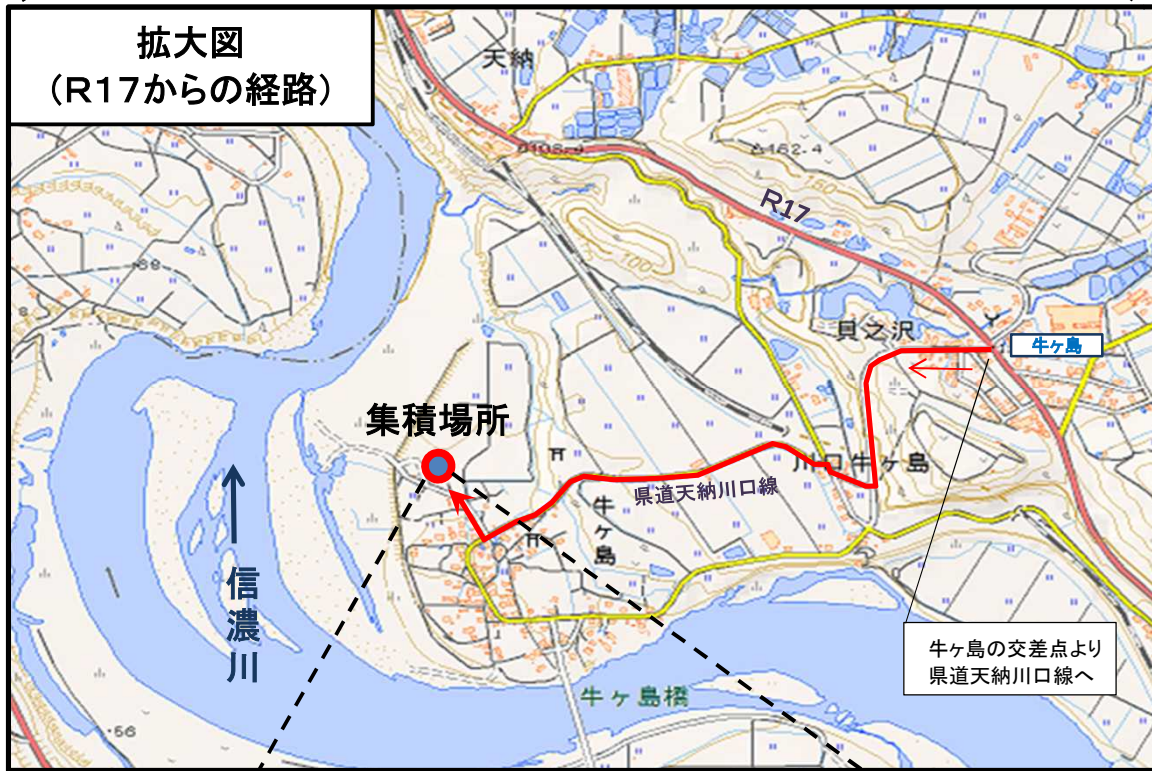 拡大図
(R17からの経路)
天納
162.4
R17
160
100
68
貝之沢
牛ヶ島
集積場所
川口牛ヶ島
県道天納川口線
牛ヶ島
信濃川
牛ヶ島の交差点より
県道天納川口線へ
牛ヶ島橋
56